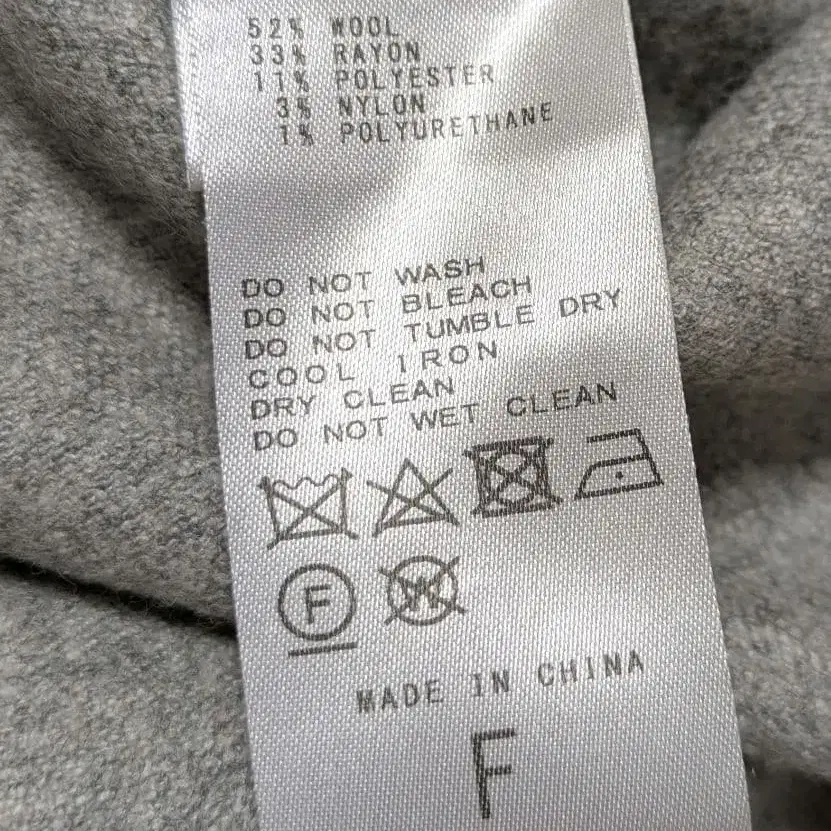 52% WOOL
33% RAYON
11% POLYESTER
3% NYLON
1% POLYURETHANE
DO NOT WASH
DO NOT BLEACH
DO NOT TUMBLE DRY
COOL IRON
DRY CLEAN
DO NOT WET CLEAN
F W
MADE IN CHINA
F